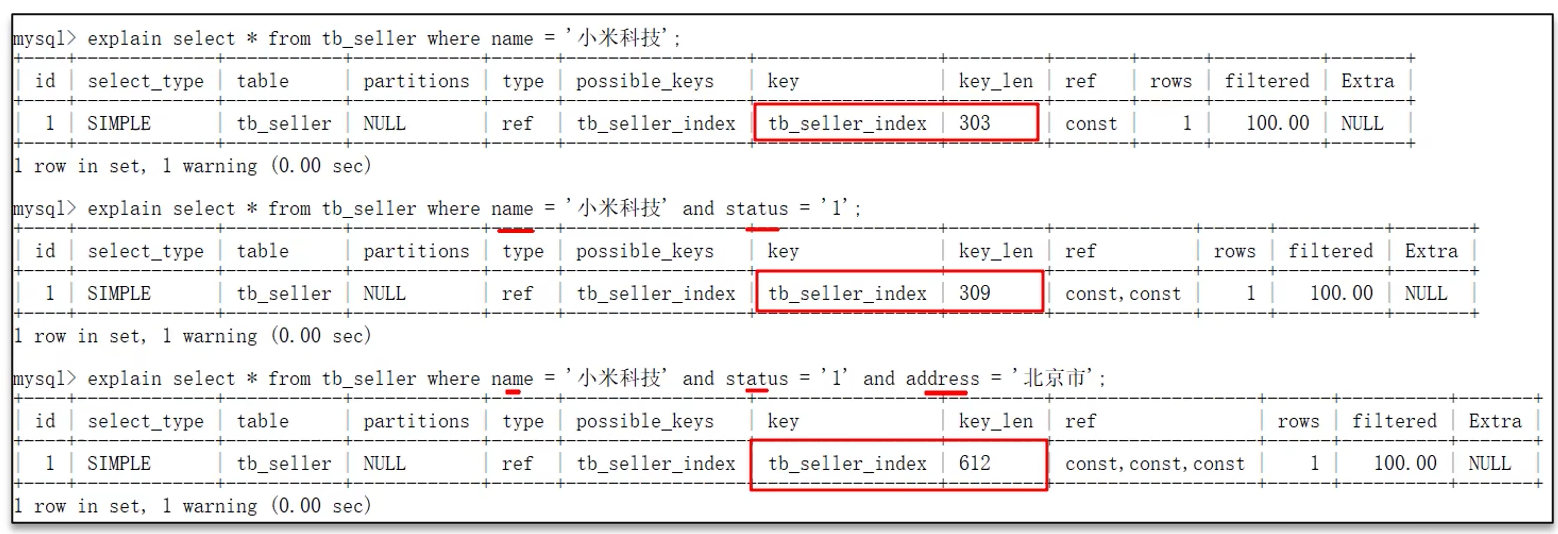 mysql> explain select * from tb_seller where name = '小米科技';
+----+-------------+-----------+------------+------+-----------------+-----------------+---------+-------+------+----------+-------+
| id | select_type | table | partitions | type | possible_keys | key | key_len | ref | rows | filtered | Extra |
+----+-------------+-----------+------------+------+-----------------+-----------------+---------+-------+------+----------+-------+
| 1 | SIMPLE | tb_seller | NULL | ref | tb_seller_index | tb_seller_index | 303 | const | 1 | 100.00 | NULL |
+----+-------------+-----------+------------+------+-----------------+-----------------+---------+-------+------+----------+-------+
1 row in set, 1 warning (0.00 sec)
mysql> explain select * from tb_seller where name = '小米科技' and status = '1';
+----+-------------+-----------+------------+------+-----------------+-----------------+---------+-------------+------+----------+-------+
| id | select_type | table | partitions | type | possible_keys | key | key_len | ref | rows | filtered | Extra |
+----+-------------+-----------+------------+------+-----------------+-----------------+---------+-------------+------+----------+-------+
| 1 | SIMPLE | tb_seller | NULL | ref | tb_seller_index | tb_seller_index | 309 | const,const | 1 | 100.00 | NULL |
+----+-------------+-----------+------------+------+-----------------+-----------------+---------+-------------+------+----------+-------+
1 row in set, 1 warning (0.00 sec)
mysql> explain select * from tb_seller where name = '小米科技' and status = '1' and address = '北京市';
+----+-------------+-----------+------------+------+-----------------+-----------------+---------+-------------------+------+----------+-------+
| id | select_type | table | partitions | type | possible_keys | key | key_len | ref | rows | filtered | Extra |
+----+-------------+-----------+------------+------+-----------------+-----------------+---------+-------------------+------+----------+-------+
| 1 | SIMPLE | tb_seller | NULL | ref | tb_seller_index | tb_seller_index | 612 | const,const,const | 1 | 100.00 | NULL |
+----+-------------+-----------+------------+------+-----------------+-----------------+---------+-------------------+------+----------+-------+
1 row in set, 1 warning (0.00 sec)